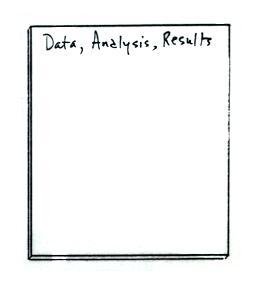 Data, Analysis, Results